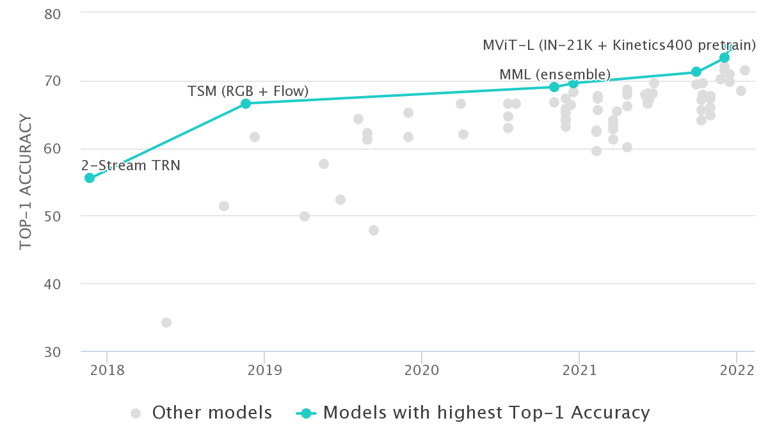 80
MViT-L (IN-21K + Kinetics400 pretrain)
MML (ensemble)
70
TSM (RGB + Flow)
60
2-Stream TRN
50
40
30
TOP-1 ACCURACY
2018 2019 2020 2021 2022
Other models Models with highest Top-1 Accuracy